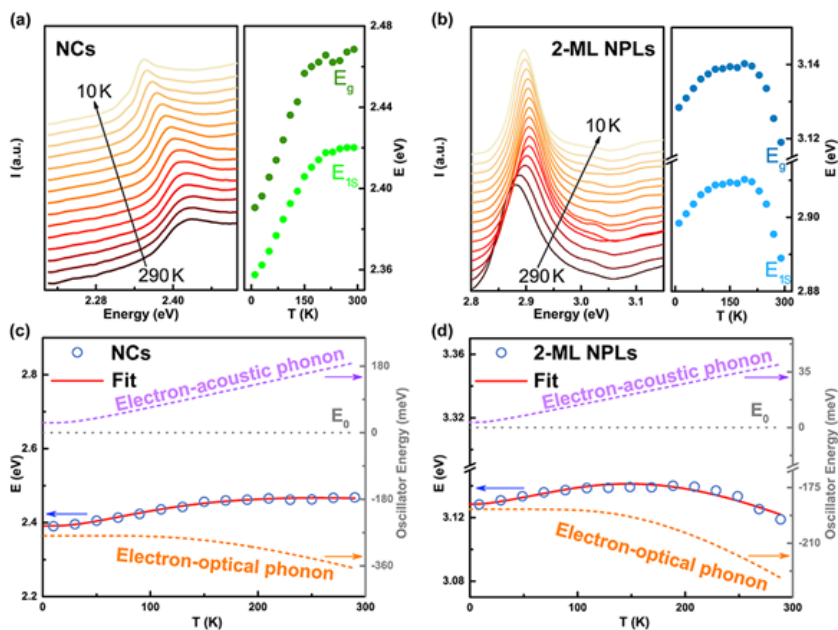 (a)
NCs
10 K
290 K
I (a.u.)
2.28 2.40
Energy (eV)
E_g
E_1S
2.48
2.44
2.40
2.36
E (eV)
0 150 300
T (K)
(b)
2-ML NPLs
10 K
290 K
I (a.u.)
2.8 2.9 3.0 3.1
Energy (eV)
E_g
E_1S
3.14
3.12
2.90
2.88
E (eV)
0 150 300
T (K)
(c)
NCs
Fit
Electron-acoustic phonon
E_0
Electron-optical phonon
2.8
2.6
2.4
2.2
E (eV)
180
0
-180
-360
Oscillator Energy (meV)
0 100 200 300
T (K)
(d)
2-ML NPLs
Fit
Electron-acoustic phonon
E_0
Electron-optical phonon
3.36
3.32
3.12
3.08
E (eV)
35
0
-175
-210
Oscillator Energy (meV)
0 100 200 300
T (K)